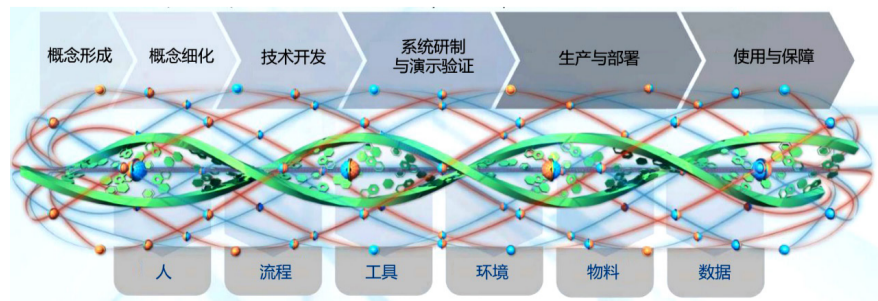 概念形成
概念细化
技术开发
系统研制
与演示验证
生产与部署
使用与保障
人
流程
工具
环境
物料
数据